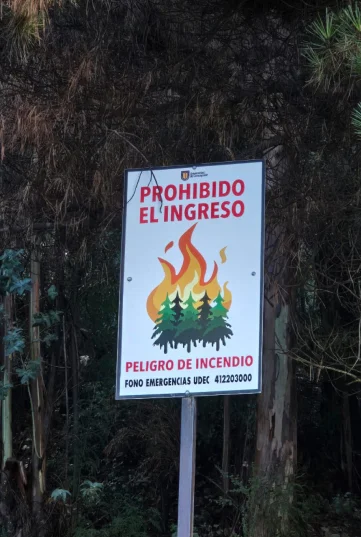 PROHIBIDO
EL INGRESO
PELIGRO DE INCENDIO
FONO EMERGENCIAS UDEC 412203000